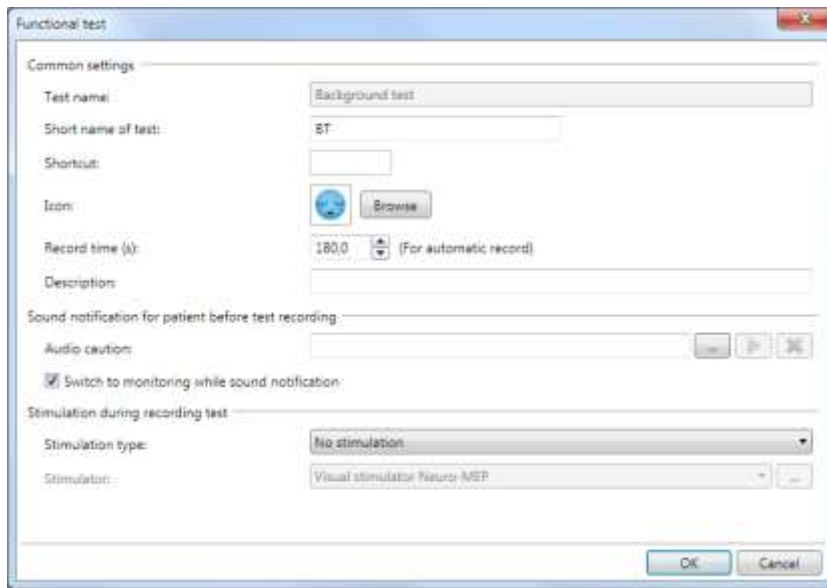 Functional test
Common settings
Test name: Background test
Short name of test: BT
Shortcut:
Icon: Browse
Record time (s): 180,0 (For automatic record)
Description:
Sound notification for patient before test recording
Audio caution: ...
Switch to monitoring while sound notification
Stimulation during recording test
Stimulation type: No stimulation
Stimulator: Visual stimulator Neuro-MEP ...
OK Cancel